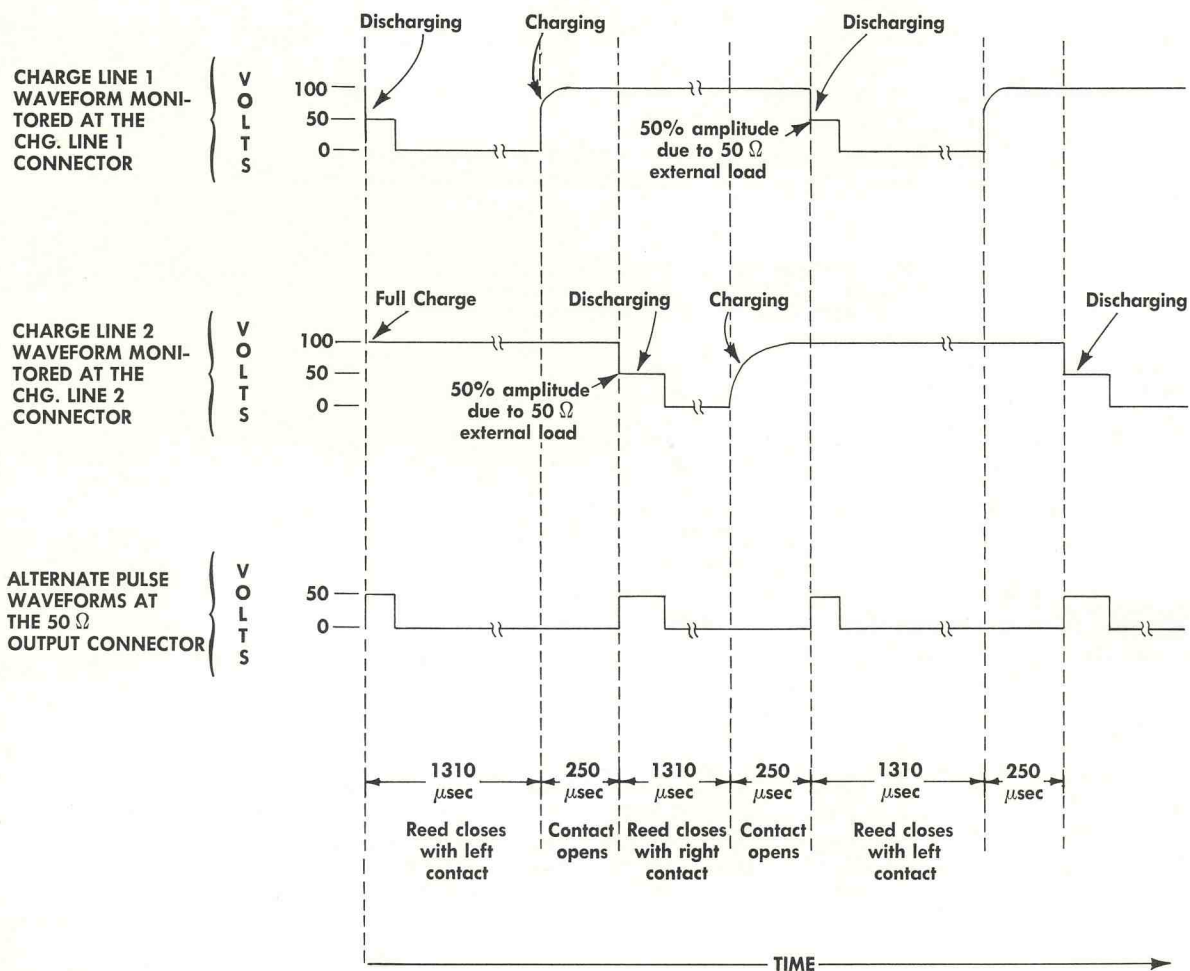 Discharging
Charging
Discharging
CHARGE LINE 1
WAVEFORM MONI-
TORED AT THE
CHG. LINE 1
CONNECTOR
VOLTS
100
50
0
50% amplitude
due to 50 Ω
external load
Full Charge
Discharging
Charging
Discharging
CHARGE LINE 2
WAVEFORM MONI-
TORED AT THE
CHG. LINE 2
CONNECTOR
VOLTS
100
50
0
50% amplitude
due to 50 Ω
external load
ALTERNATE PULSE
WAVEFORMS AT
THE 50 Ω
OUTPUT CONNECTOR
VOLTS
50
0
1310
μsec
250
μsec
1310
μsec
250
μsec
1310
μsec
250
μsec
Reed closes
with left
contact
Contact
opens
Reed closes
with right
contact
Contact
opens
Reed closes
with left
contact
TIME